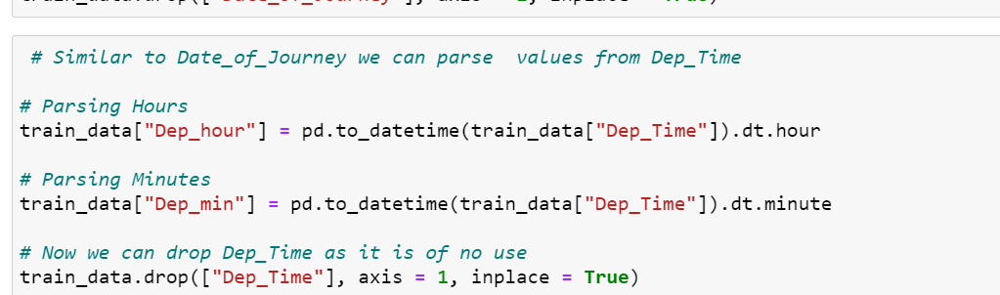 # Similar to Date_of_Journey we can parse  values from Dep_Time
# Parsing Hours
train_data["Dep_hour"] = pd.to_datetime(train_data["Dep_Time"]).dt.hour
# Parsing Minutes
train_data["Dep_min"] = pd.to_datetime(train_data["Dep_Time"]).dt.minute
# Now we can drop Dep_Time as it is of no use
train_data.drop(["Dep_Time"], axis = 1, inplace = True)